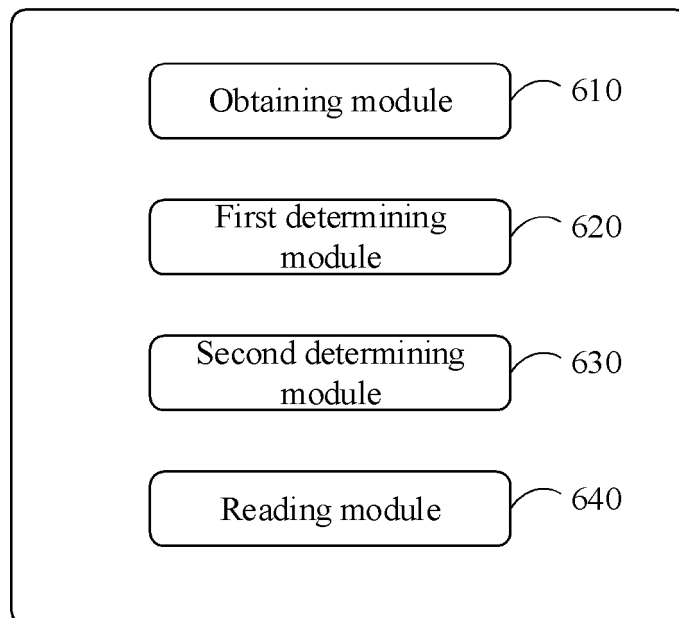 Obtaining module
610
First determining
module
620
Second determining
module
630
Reading module
640